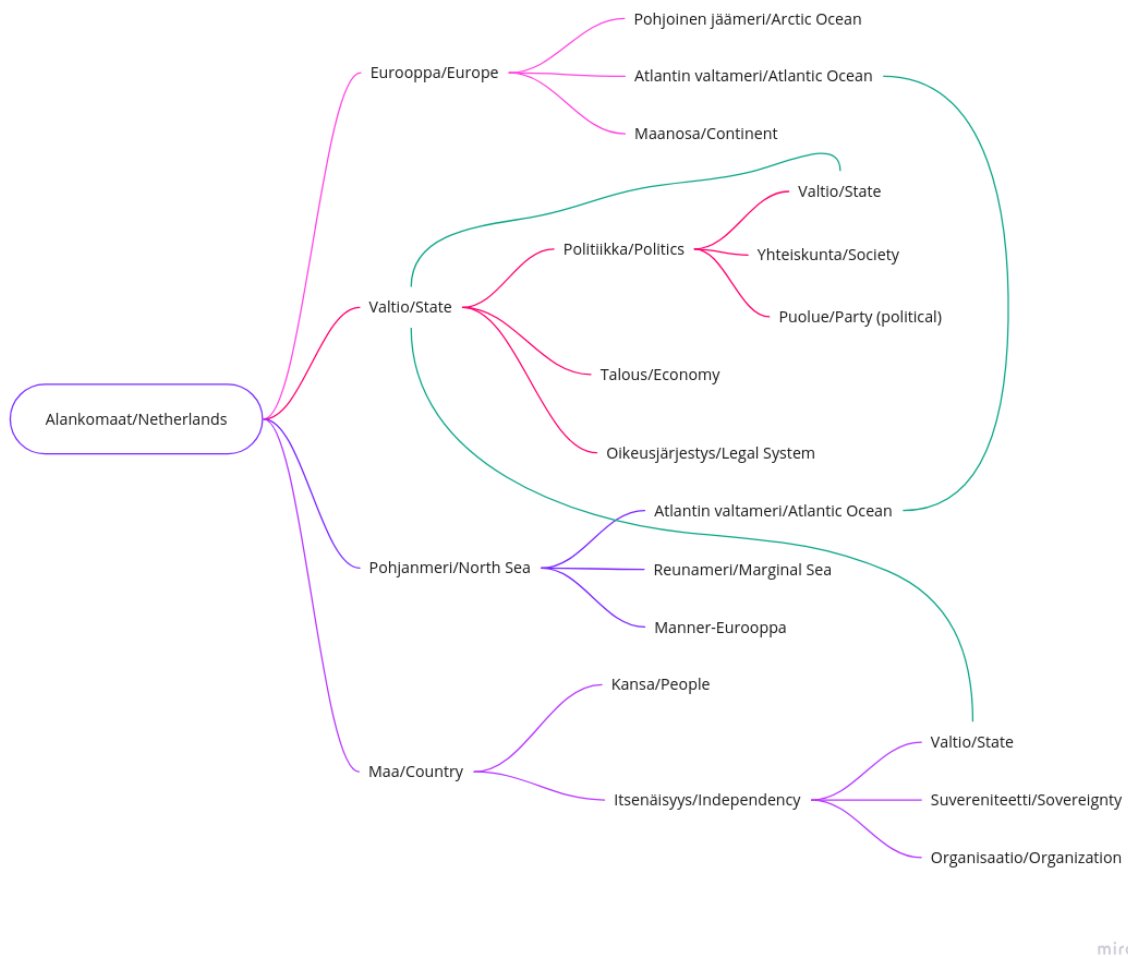 Pohjoinen jäämeri/Arctic Ocean
Eurooppa/Europe
Atlantin valtameri/Atlantic Ocean
Maanosa/Continent
Valtio/State
Politiikka/Politics
Yhteiskunta/Society
Valtio/State
Puolue/Party (political)
Talous/Economy
Alankomaat/Netherlands
Oikeusjärjestys/Legal System
Atlantin valtameri/Atlantic Ocean
Pohjanmeri/North Sea
Reunameri/Marginal Sea
Manner-Eurooppa
Kansa/People
Valtio/State
Maa/Country
Itsenäisyys/Independency
Suvereniteetti/Sovereignty
Organisaatio/Organization